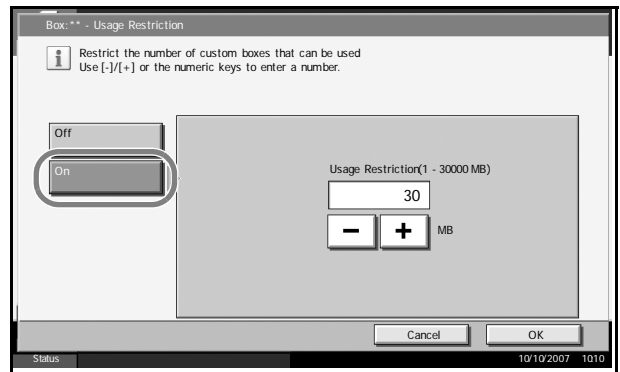 Box:** - Usage Restriction
Restrict the number of custom boxes that can be used
Use [-]/[+] or the numeric keys to enter a number.
Off
On
Usage Restriction(1 - 30000 MB)
30
− + MB
Cancel OK
Status 10/10/2007 1010